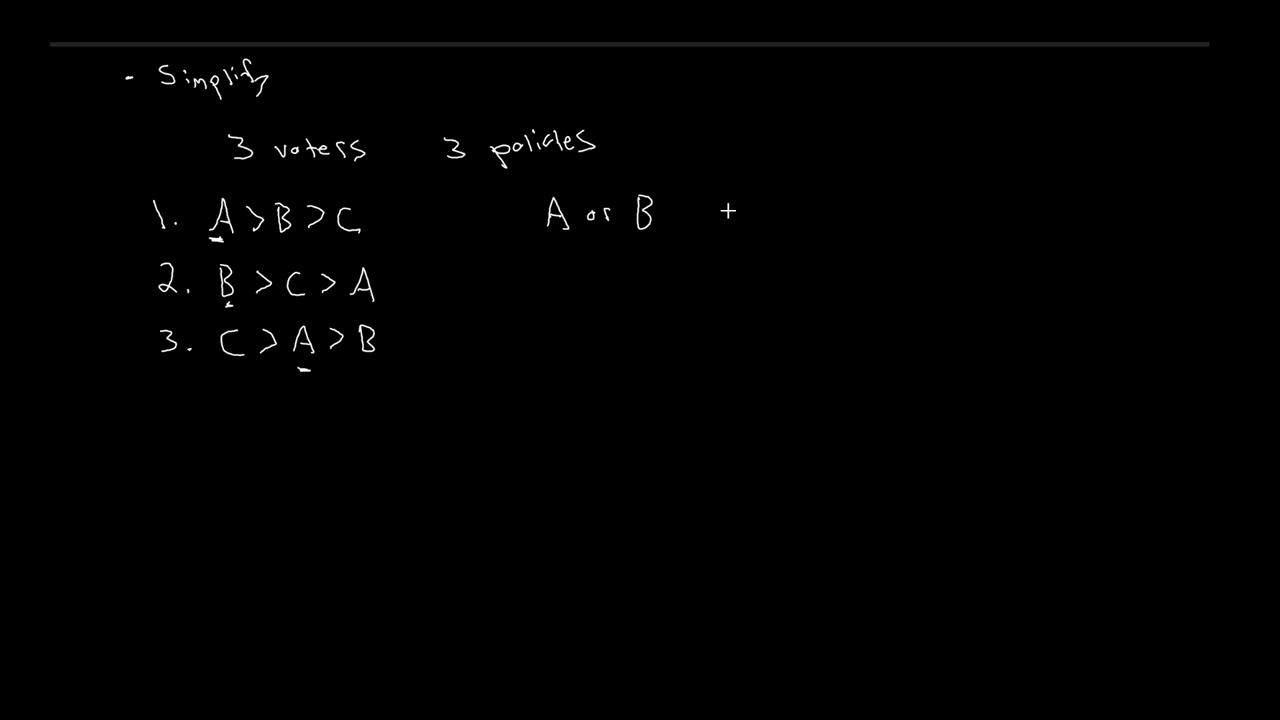 - Simplify
3 voters 3 policies
1. A > B > C A or B +
2. B > C > A
3. C > A > B